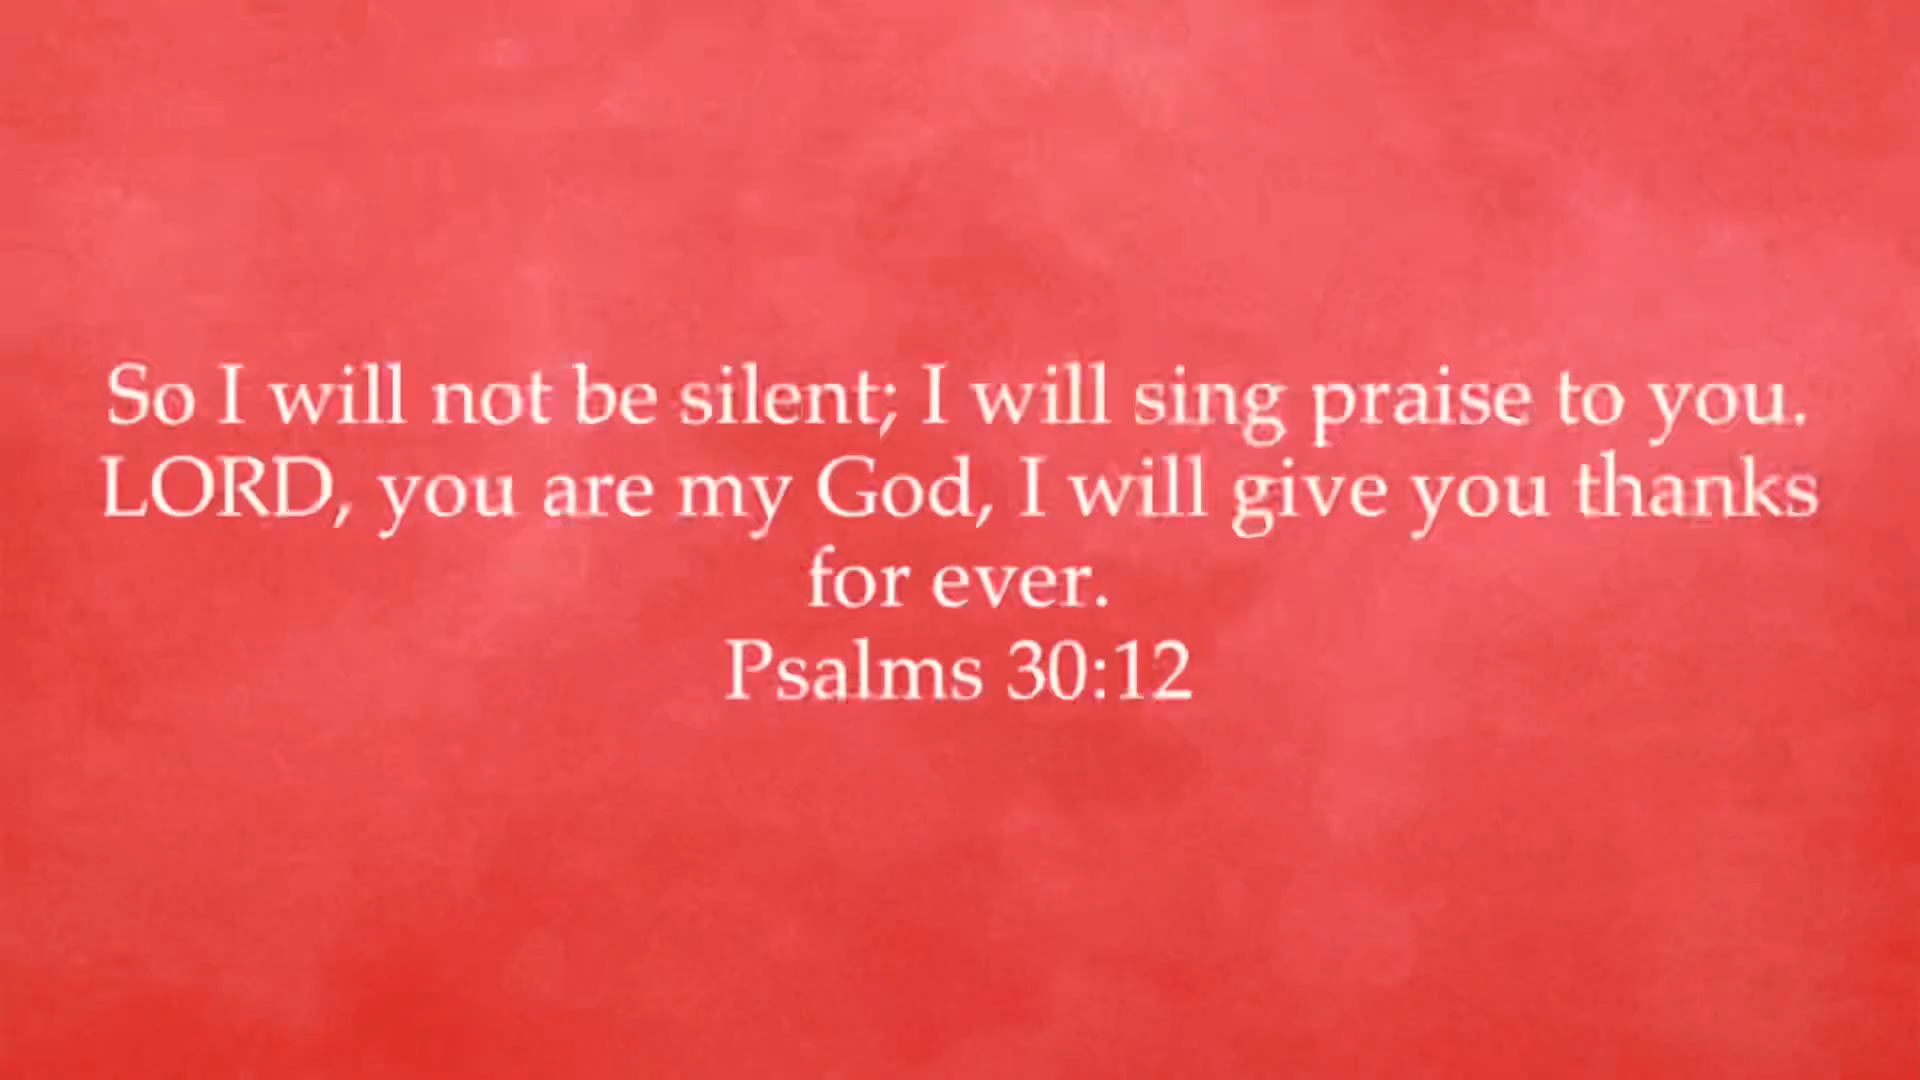 So I will not be silent; I will sing praise to you.
LORD, you are my God, I will give you thanks
for ever.
Psalms 30:12